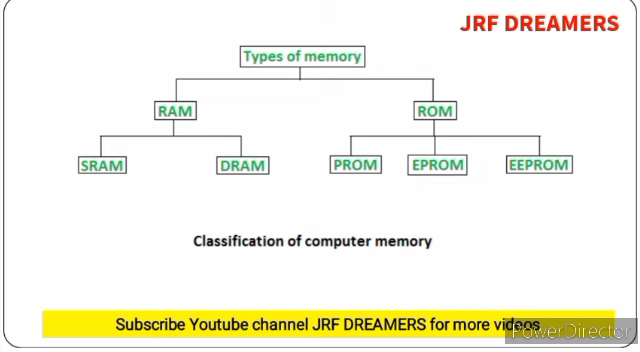 JRF DREAMERS
Types of memory
RAM ROM
SRAM DRAM PROM EPROM EEPROM
Classification of computer memory
Subscribe Youtube channel JRF DREAMERS for more videos
PowerDirector